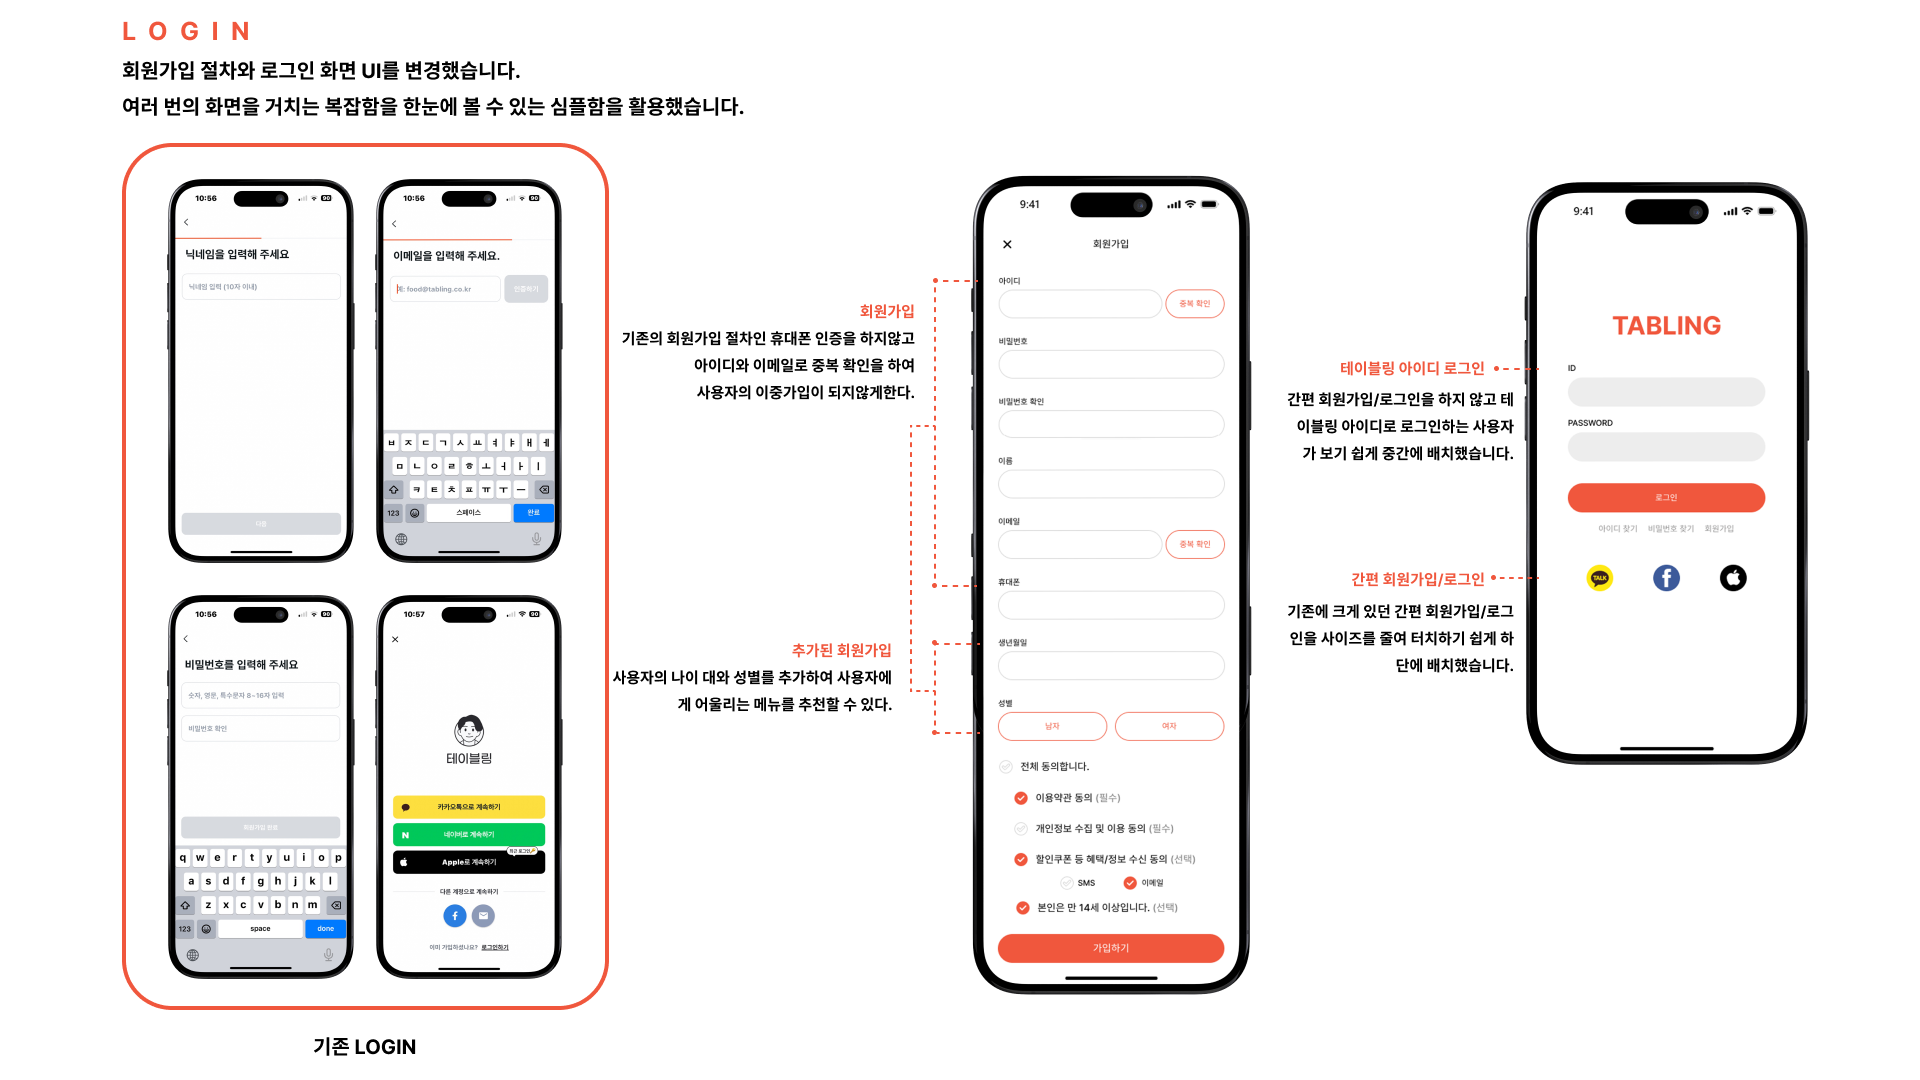 LOGIN
회원가입 절차와 로그인 화면 UI를 변경했습니다.
여러 번의 화면을 거치는 복잡함을 한눈에 볼 수 있는 심플함을 활용했습니다.
10:56
90
닉네임을 입력해 주세요
닉네임 입력 (10자 이내)
다음
10:56
90
이메일을 입력해 주세요.
예: food@tabling.co.kr
인증하기
ㅂ ㅈ ㄷ ㄱ ㅅ ㅛ ㅕ ㅑ ㅐ ㅔ
ㅁ ㄴ ㅇ ㄹ ㅎ ㅗ ㅓ ㅏ ㅣ
ㅋ ㅌ ㅊ ㅍ ㅠ ㅜ ㅡ
123 스페이스 완료
10:56
90
비밀번호를 입력해 주세요
숫자, 영문, 특수문자 8~16자 입력
비밀번호 확인
회원가입 완료
q w e r t y u i o p
a s d f g h j k l
z x c v b n m
123 space done
10:57
90
테이블링
카카오톡으로 계속하기
N 네이버로 계속하기
최근 로그인
Apple로 계속하기
다른 계정으로 계속하기
이미 가입하셨나요? 로그인하기
기존 LOGIN
회원가입
기존의 회원가입 절차인 휴대폰 인증을 하지않고
아이디와 이메일로 중복 확인을 하여
사용자의 이중가입이 되지않게한다.
추가된 회원가입
사용자의 나이 대와 성별를 추가하여 사용자에
게 어울리는 메뉴를 추천할 수 있다.
9:41
회원가입
아이디
중복 확인
비밀번호
비밀번호 확인
이름
이메일
중복 확인
휴대폰
생년월일
성별
남자 여자
전체 동의합니다.
이용약관 동의 (필수)
개인정보 수집 및 이용 동의 (필수)
할인쿠폰 등 혜택/정보 수신 동의 (선택)
SMS 이메일
본인은 만 14세 이상입니다. (선택)
가입하기
테이블링 아이디 로그인
간편 회원가입/로그인을 하지 않고 테
이블링 아이디로 로그인하는 사용자
가 보기 쉽게 중간에 배치했습니다.
간편 회원가입/로그인
기존에 크게 있던 간편 회원가입/로그
인을 사이즈를 줄여 터치하기 쉽게 하
단에 배치했습니다.
9:41
TABLING
ID
PASSWORD
로그인
아이디 찾기 비밀번호 찾기 회원가입
TALK